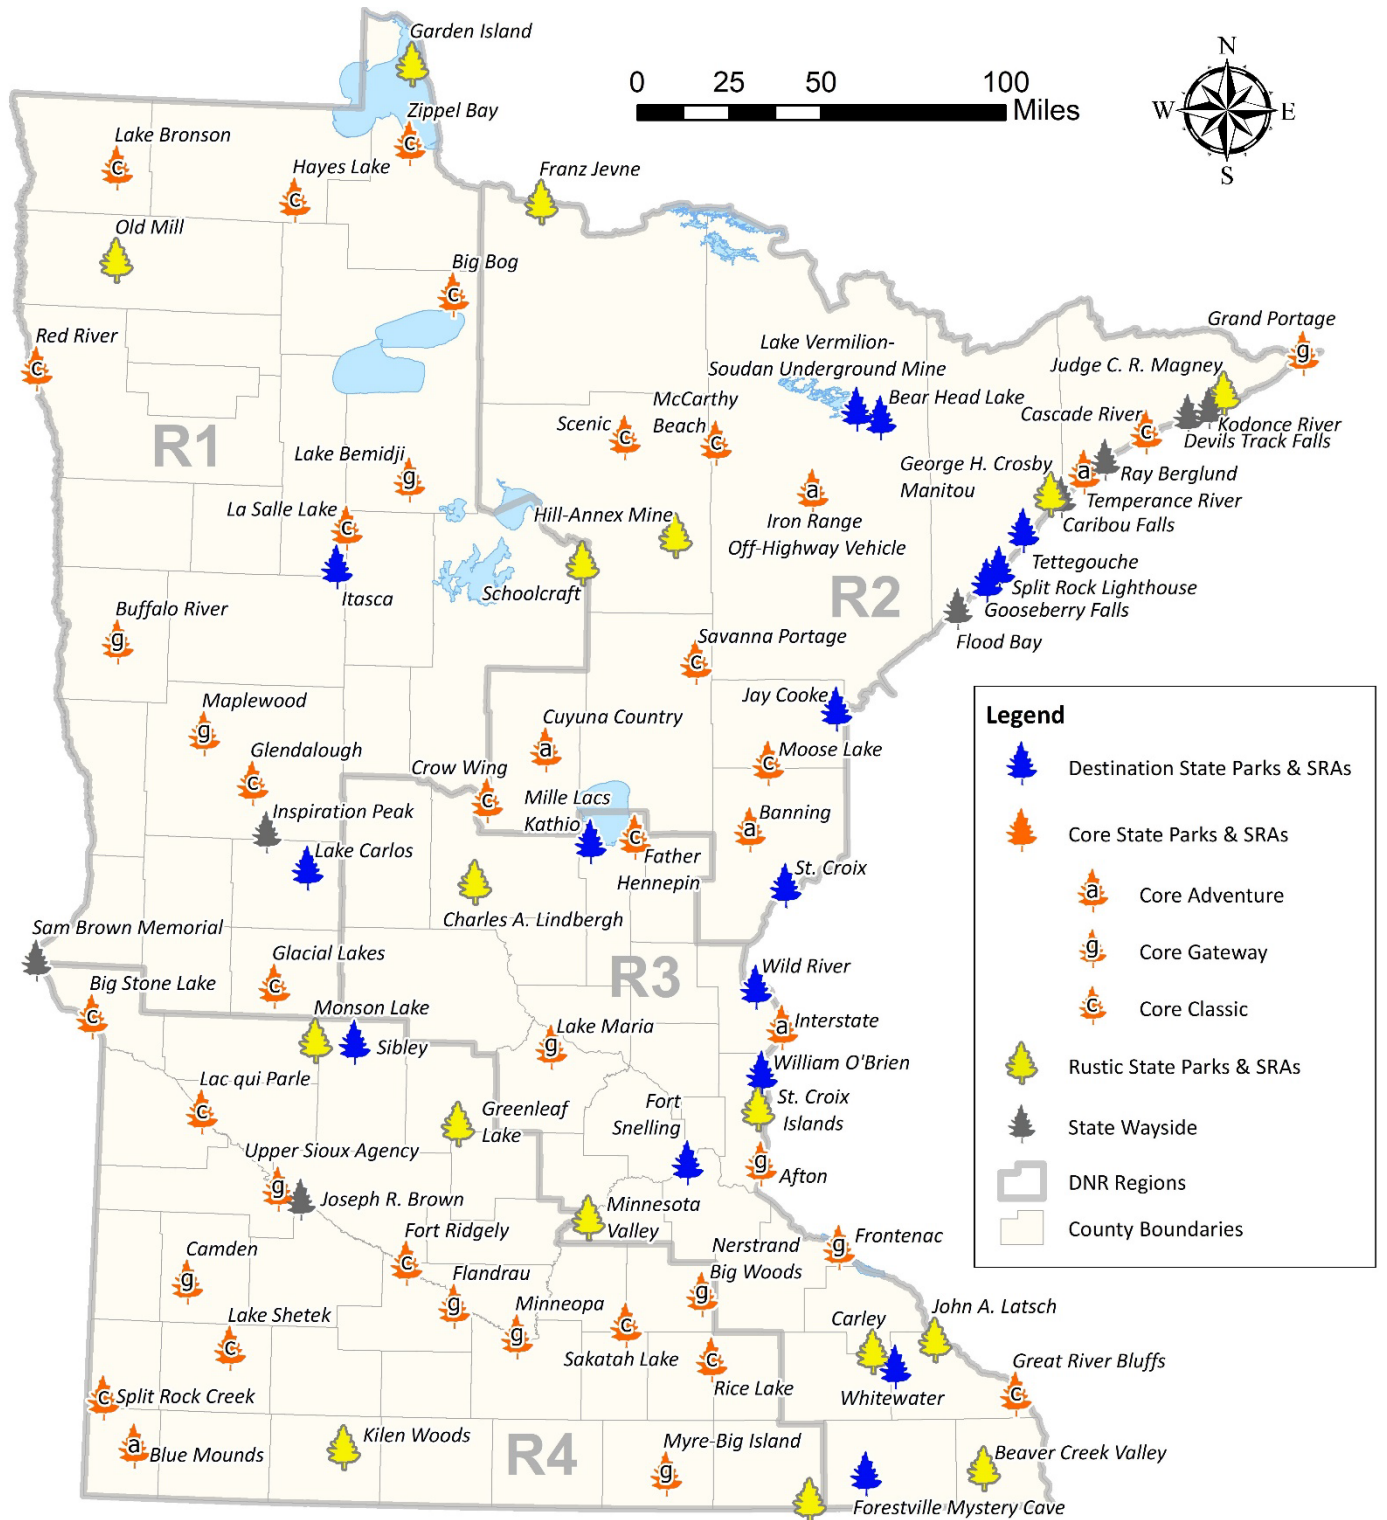 Garden Island
N
0 25 50 100
Miles
W E
S
Zippel Bay
c
Lake Bronson
c
Hayes Lake
c
Franz Jevne
Old Mill
Big Bog
c
Red River
c
Grand Portage
g
Lake Vermilion-
Soudan Underground Mine
Judge C. R. Magney
Bear Head Lake
McCarthy
Beach
c
Scenic
c
Cascade River
c
Kodonce River
Devils Track Falls
R1
Lake Bemidji
g
George H. Crosby
Manitou
a
Ray Berglund
Temperance River
Caribou Falls
a
Iron Range
Off-Highway Vehicle
La Salle Lake
c
Hill-Annex Mine
Itasca
Schoolcraft
R2
Tettegouche
Split Rock Lighthouse
Gooseberry Falls
Flood Bay
Buffalo River
g
Savanna Portage
c
Maplewood
g
Jay Cooke
Cuyuna Country
a
Moose Lake
c
Glendalough
c
Crow Wing
c
Inspiration Peak
Mille Lacs
Kathio
Banning
a
c
Father
Hennepin
Lake Carlos
St. Croix
Charles A. Lindbergh
Sam Brown Memorial
Glacial Lakes
c
R3
Wild River
Big Stone Lake
c
Monson Lake
Sibley
Lake Maria
g
Interstate
a
William O'Brien
Lac qui Parle
c
St. Croix
Islands
Greenleaf
Lake
Fort
Snelling
Upper Sioux Agency
g
Joseph R. Brown
g
Afton
Minnesota
Valley
Camden
g
Fort Ridgely
c
Nerstrand
Big Woods
g
Frontenac
g
Flandrau
g
Minneopa
g
Lake Shetek
c
c
Sakatah Lake
c
Rice Lake
Carley
John A. Latsch
Whitewater
Great River Bluffs
c
c
Split Rock Creek
a
Blue Mounds
Kilen Woods
R4
Myre-Big Island
g
Beaver Creek Valley
Forestville Mystery Cave
Legend
Destination State Parks & SRAs
Core State Parks & SRAs
a Core Adventure
g Core Gateway
c Core Classic
Rustic State Parks & SRAs
State Wayside
DNR Regions
County Boundaries